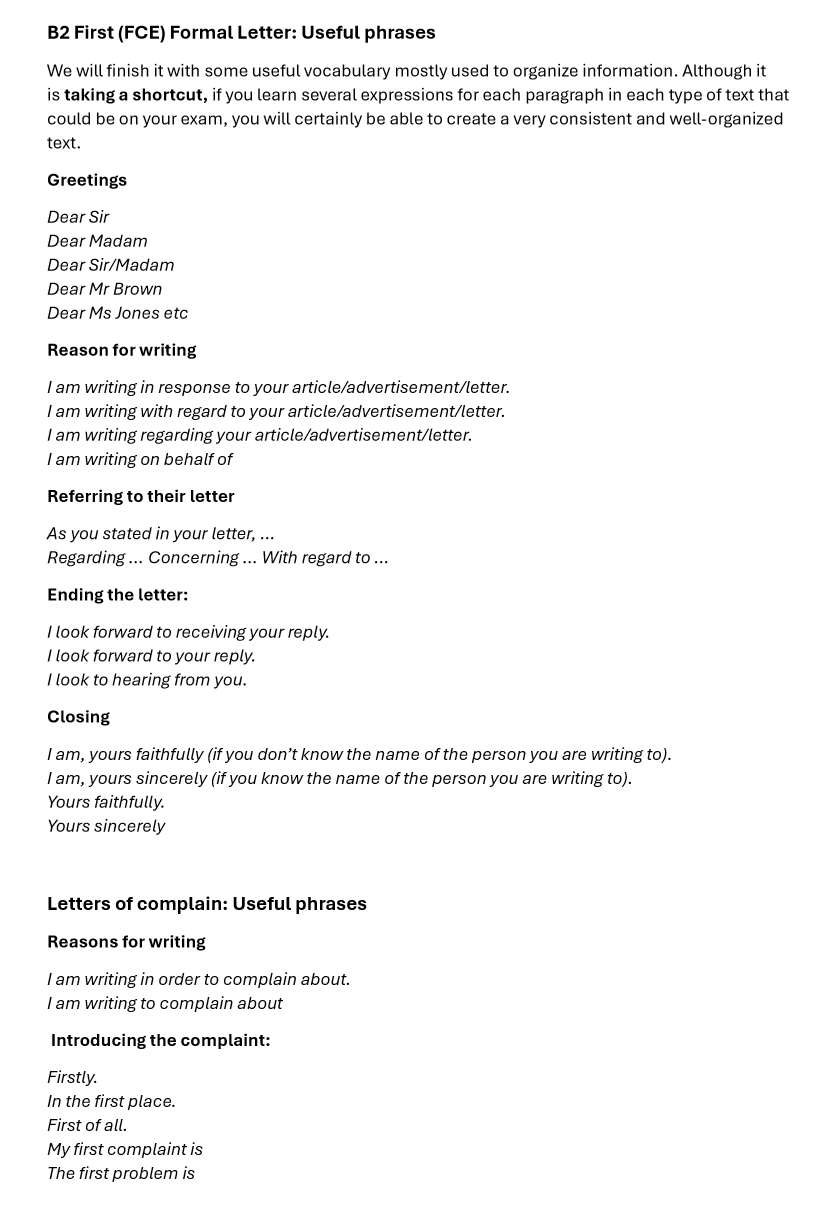 B2 First (FCE) Formal Letter: Useful phrases
We will finish it with some useful vocabulary mostly used to organize information. Although it
is taking a shortcut, if you learn several expressions for each paragraph in each type of text that
could be on your exam, you will certainly be able to create a very consistent and well-organized
text.
Greetings
Dear Sir
Dear Madam
Dear Sir/Madam
Dear Mr Brown
Dear Ms Jones etc
Reason for writing
I am writing in response to your article/advertisement/letter.
I am writing with regard to your article/advertisement/letter.
I am writing regarding your article/advertisement/letter.
I am writing on behalf of
Referring to their letter
As you stated in your letter, ...
Regarding ... Concerning ... With regard to ...
Ending the letter:
I look forward to receiving your reply.
I look forward to your reply.
I look to hearing from you.
Closing
I am, yours faithfully (if you don’t know the name of the person you are writing to).
I am, yours sincerely (if you know the name of the person you are writing to).
Yours faithfully.
Yours sincerely
Letters of complain: Useful phrases
Reasons for writing
I am writing in order to complain about.
I am writing to complain about
Introducing the complaint:
Firstly.
In the first place.
First of all.
My first complaint is
The first problem is